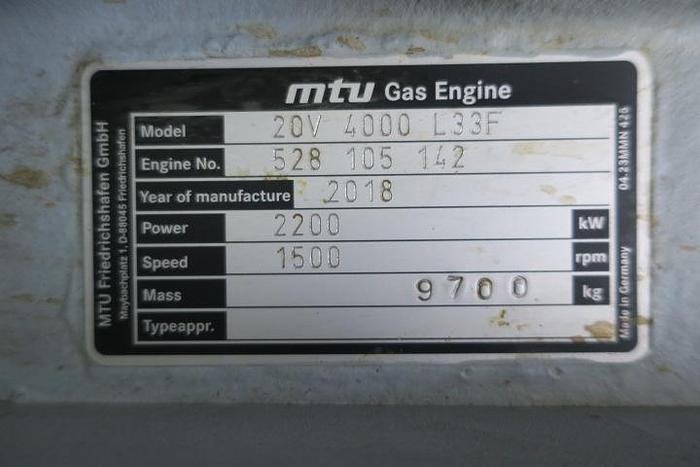 mtu Gas Engine
Model 20V 4000 L33F
Engine No. 528 105 142
Year of manufacture 2018
Power 2200 kW
Speed 1500 rpm
Mass 9700 kg
Typeappr.
MTU Friedrichshafen GmbH
Maybachplatz 1, D-88045 Friedrichshafen
Made in Germany
04.23MMN 426